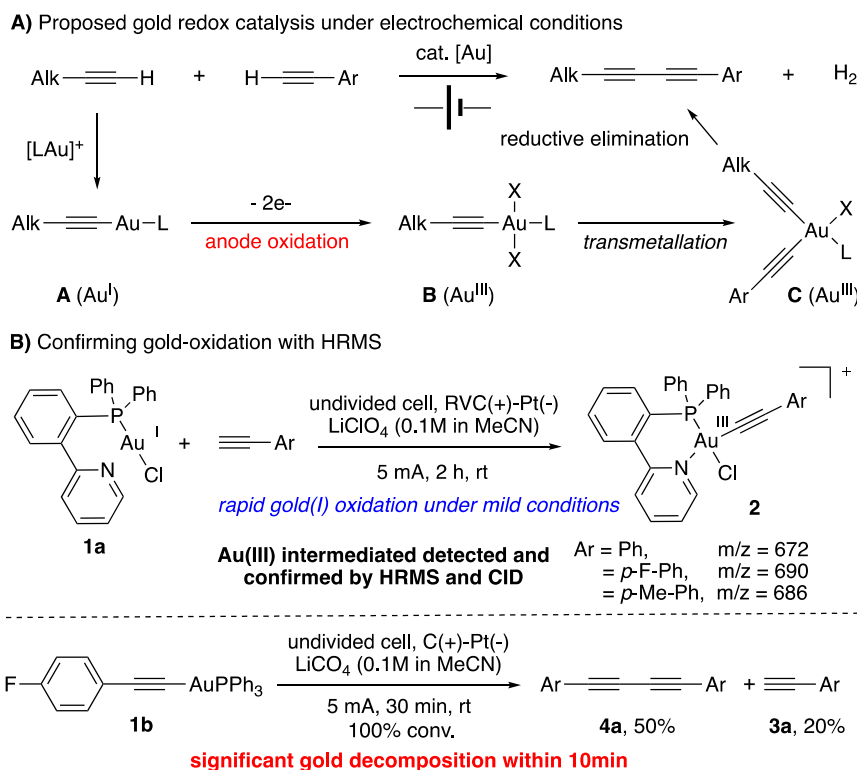 A) Proposed gold redox catalysis under electrochemical conditions
Alk H + H Ar cat. [Au] Alk Ar + H2
[LAu]+
reductive elimination
Alk Au—L - 2e- Alk Au—L X X
anode oxidation
transmetallation
Alk X Au L Ar
A (AuI) B (AuIII) C (AuIII)
B) Confirming gold-oxidation with HRMS
Ph Ph P Au I Cl N
+ Ar
undivided cell, RVC(+)-Pt(-)
LiClO4 (0.1M in MeCN)
5 mA, 2 h, rt
rapid gold(I) oxidation under mild conditions
Ph Ph P III Au N Cl Ar +
1a
2
Au(III) intermediated detected and
confirmed by HRMS and CID
Ar = Ph, m/z = 672
= p-F-Ph, m/z = 690
= p-Me-Ph, m/z = 686
undivided cell, C(+)-Pt(-)
LiCO4 (0.1M in MeCN)
F AuPPh3 Ar Ar + Ar
5 mA, 30 min, rt
100% conv.
1b 4a, 50% 3a, 20%
significant gold decomposition within 10min